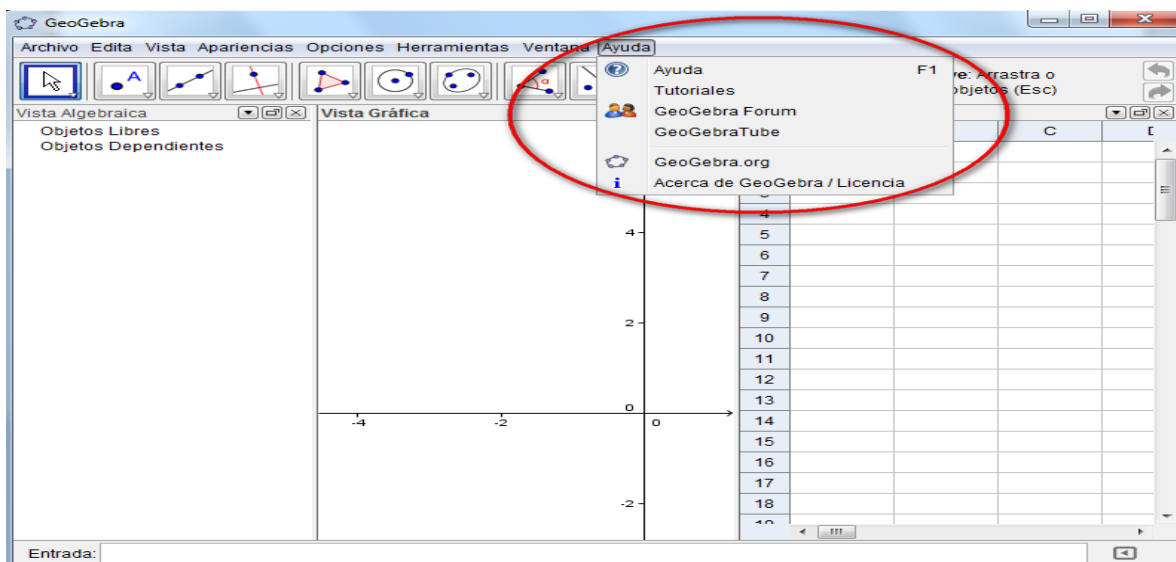 GeoGebra
Archivo Edita Vista Apariencias Opciones Herramientas Ventana Ayuda
A
α
Ayuda F1
Tutoriales
GeoGebra Forum
GeoGebraTube
GeoGebra.org
Acerca de GeoGebra / Licencia
Arrastra o
(Esc)
Vista Algebraica
Vista Gráfica
Objetos Libres
Objetos Dependientes
C
4
2
0
-4 -2 0
-2
4
5
6
7
8
9
10
11
12
13
14
15
16
17
18
Entrada: